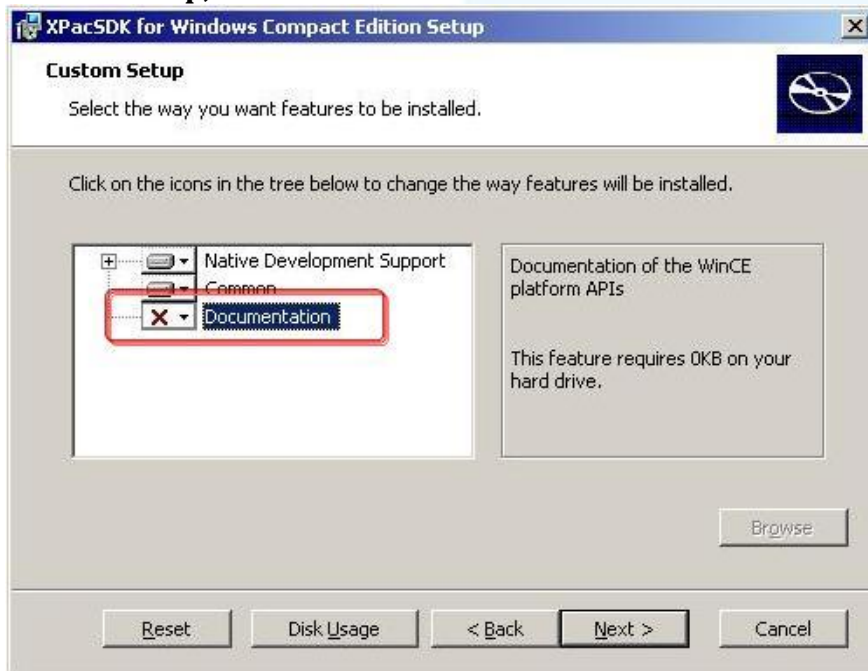 XPacSDK for Windows Compact Edition Setup
Custom Setup
Select the way you want features to be installed.
Click on the icons in the tree below to change the way features will be installed.
Native Development Support
Common
Documentation
Documentation of the WinCE
platform APIs
This feature requires 0KB on your
hard drive.
Browse
Reset
Disk Usage
< Back
Next >
Cancel